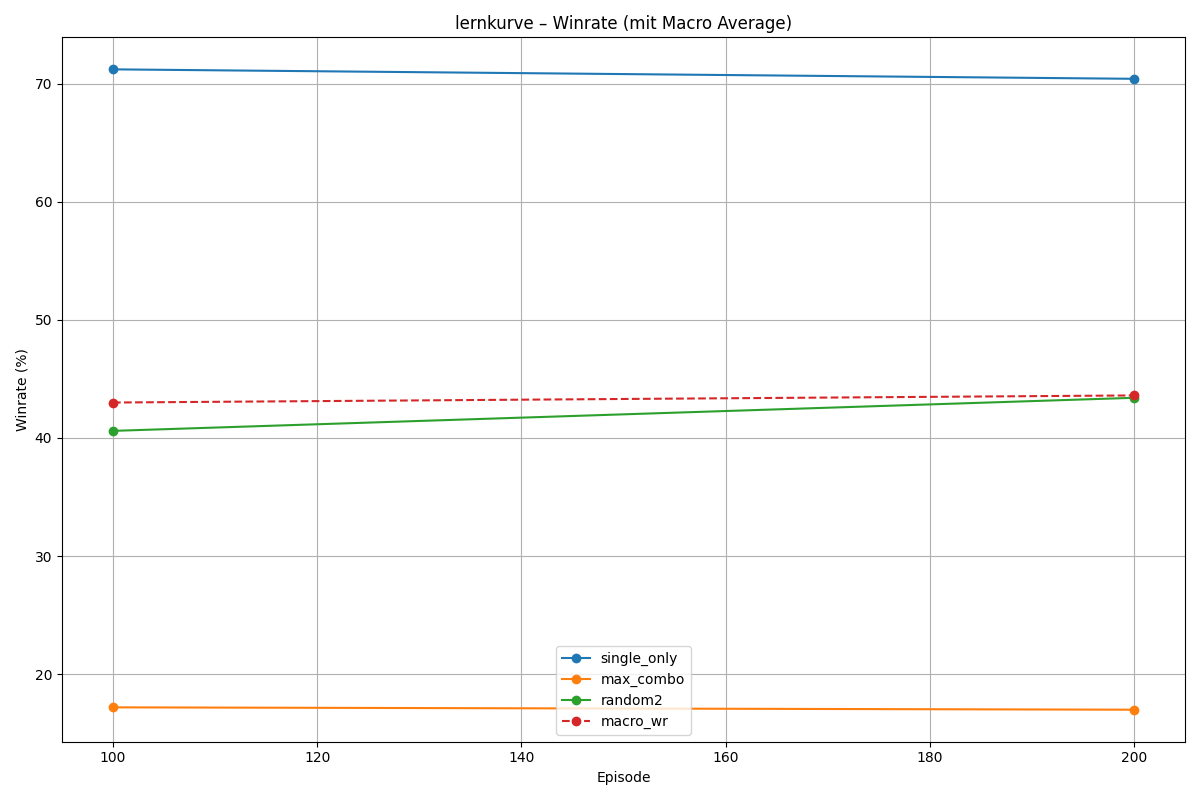 lernkurve – Winrate (mit Macro Average)
Winrate (%)
70
60
50
40
30
20
single_only
max_combo
random2
macro_wr
100 120 140 160 180 200
Episode